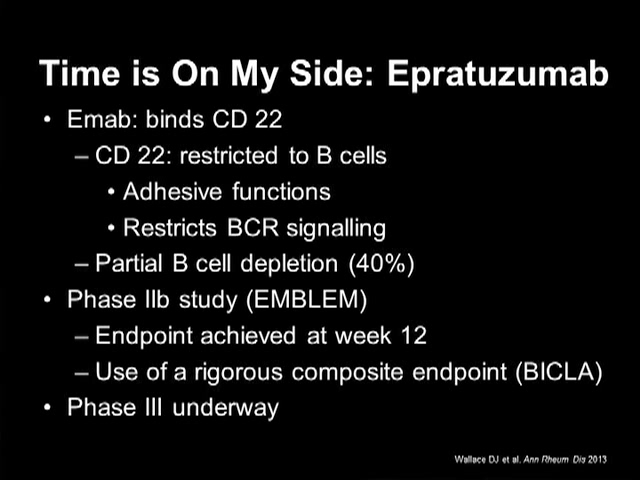 Time is On My Side: Epratuzumab
• Emab: binds CD 22
– CD 22: restricted to B cells
• Adhesive functions
• Restricts BCR signalling
– Partial B cell depletion (40%)
• Phase IIb study (EMBLEM)
– Endpoint achieved at week 12
– Use of a rigorous composite endpoint (BICLA)
• Phase III underway
Wallace DJ et al. Ann Rheum Dis 2013